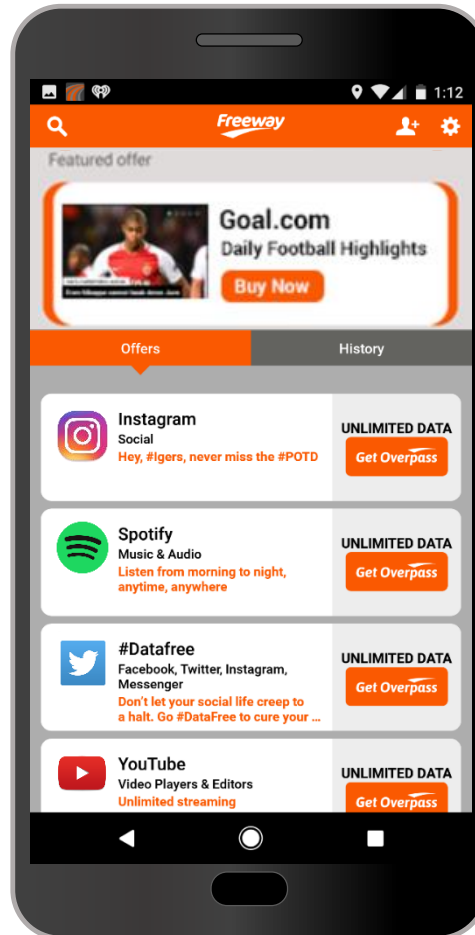 1:12
Freeway
Featured offer
Goal.com
Daily Football Highlights
Buy Now
Offers
History
Instagram
Social
Hey, #Igers, never miss the #POTD
UNLIMITED DATA
Get Overpass
Spotify
Music & Audio
Listen from morning to night,
anytime, anywhere
UNLIMITED DATA
Get Overpass
#Datafree
Facebook, Twitter, Instagram,
Messenger
Don't let your social life creep to
a halt. Go #DataFree to cure your ...
UNLIMITED DATA
Get Overpass
YouTube
Video Players & Editors
Unlimited streaming
UNLIMITED DATA
Get Overpass